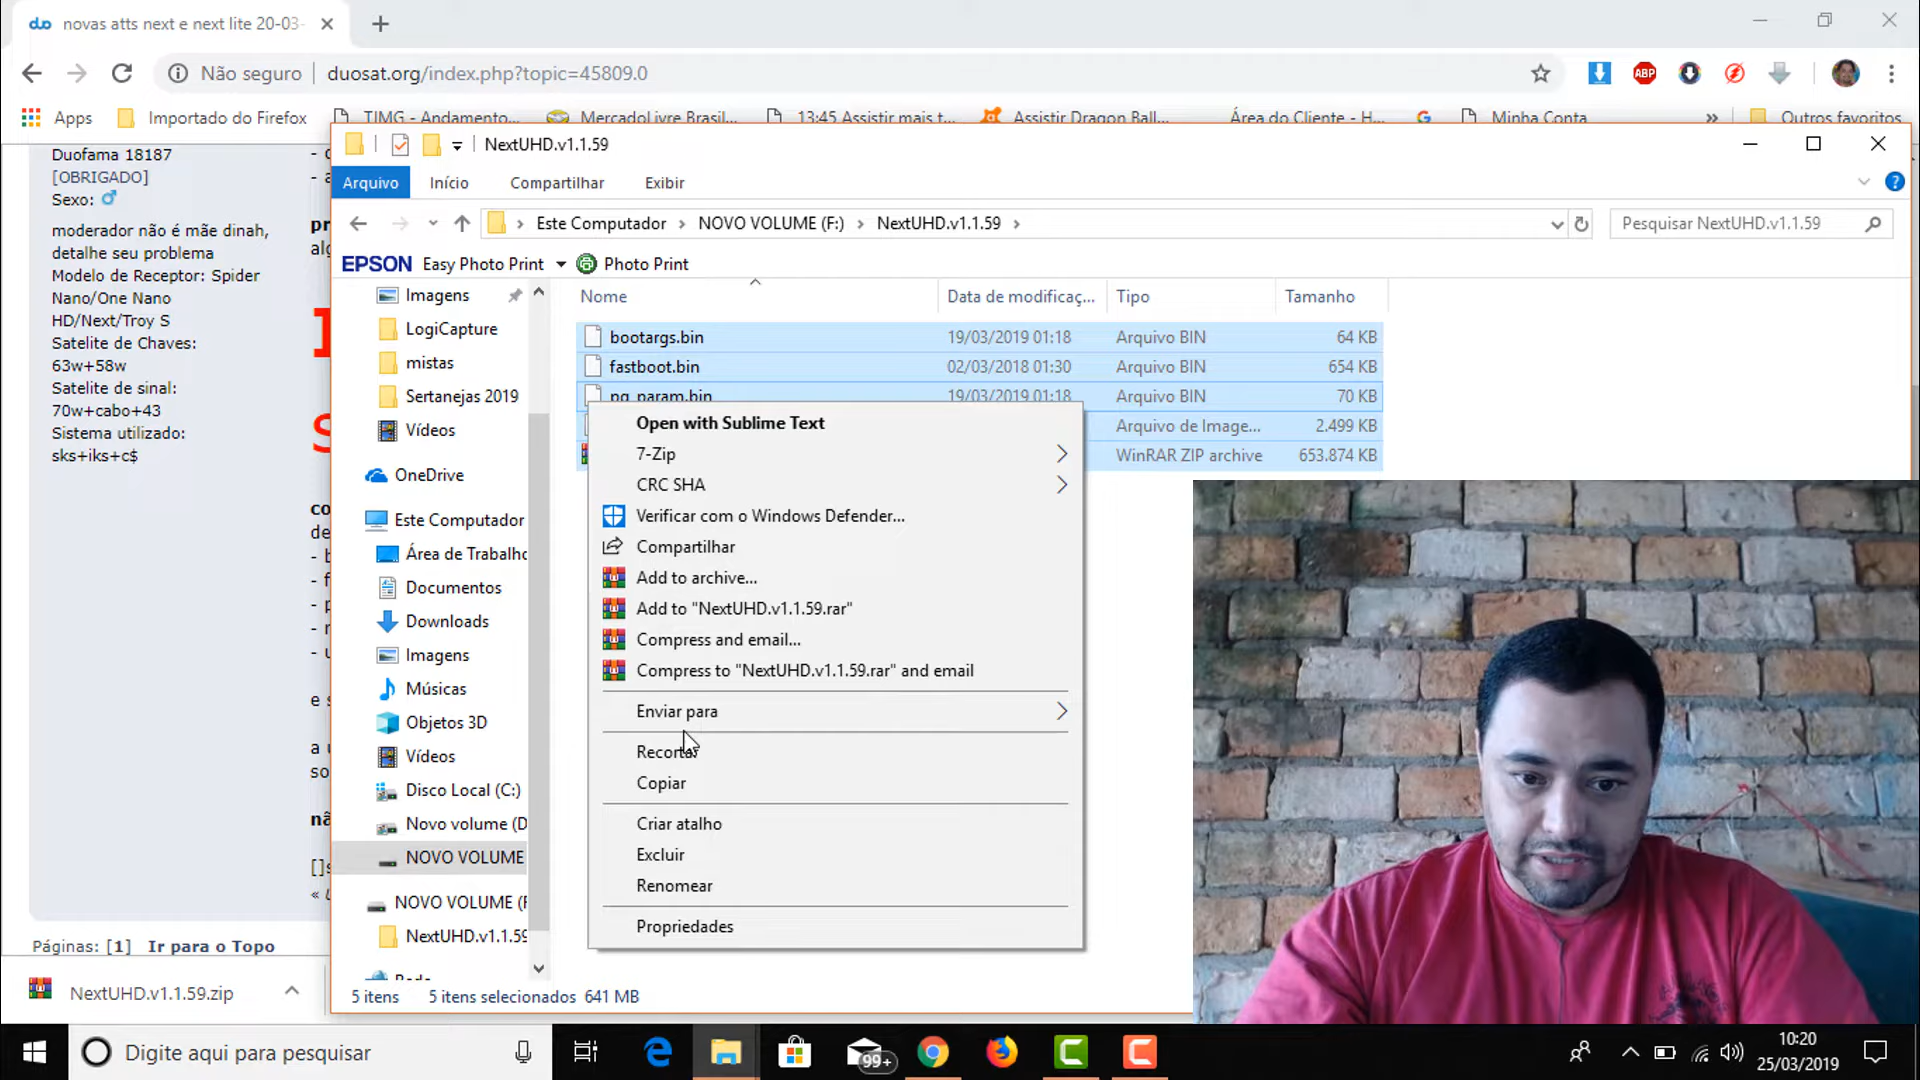 duo novas atts next e next lite 20-03-
Não seguro duosat.org/index.php?topic=45809.0
ABP
Apps Importado do Firefox TJMG - Andamento... MercadoLivre Brasil... 13:45 Assistir mais t... Assistir Dragon Ball... Área do Cliente - H... Minha Conta » Outros favoritos
Duofama 18187
[OBRIGADO]
Sexo:
moderador não é mãe dinah,
detalhe seu problema
Modelo de Receptor: Spider
Nano/One Nano
HD/Next/Troy S
Satelite de Chaves:
63w+58w
Satelite de sinal:
70w+cabo+43
Sistema utilizado:
sks+iks+c$
Páginas: [1] Ir para o Topo
NextUHD.v1.1.59.zip
NextUHD.v1.1.59
Arquivo Início Compartilhar Exibir
Este Computador NOVO VOLUME (F:) NextUHD.v1.1.59
Pesquisar NextUHD.v1.1.59
EPSON Easy Photo Print Photo Print
Imagens
LogiCapture
mistas
Sertanejas 2019
Vídeos
OneDrive
Este Computador
Área de Trabalho
Documentos
Downloads
Imagens
Músicas
Objetos 3D
Vídeos
Disco Local (C:)
Novo volume (D
NOVO VOLUME
NOVO VOLUME (F
NextUHD.v1.1.59
Nome Data de modificaç... Tipo Tamanho
bootargs.bin 19/03/2019 01:18 Arquivo BIN 64 KB
fastboot.bin 02/03/2018 01:30 Arquivo BIN 654 KB
pq_param.bin 19/03/2019 01:18 Arquivo BIN 70 KB
Arquivo de Image... 2.499 KB
WinRAR ZIP archive 653.874 KB
Open with Sublime Text
7-Zip
CRC SHA
Verificar com o Windows Defender...
Compartilhar
Add to archive...
Add to "NextUHD.v1.1.59.rar"
Compress and email...
Compress to "NextUHD.v1.1.59.rar" and email
Enviar para
Recortar
Copiar
Criar atalho
Excluir
Renomear
Propriedades
5 itens 5 itens selecionados 641 MB
Digite aqui para pesquisar
99+
10:20
25/03/2019